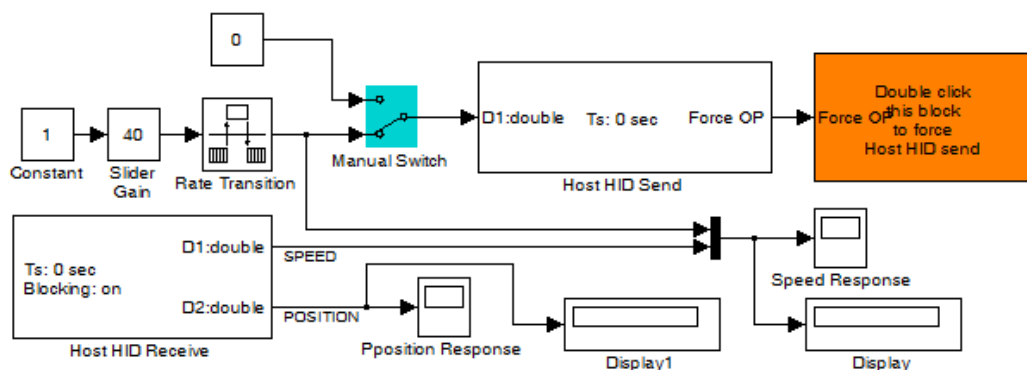 0
1
Constant
40
Slider
Gain
Rate Transition
Manual Switch
D1:double
Ts: 0 sec
Force OP
Host HID Send
Force OP
Double click
this block
to force
Host HID send
Ts: 0 sec
Blocking: on
D1:double
D2:double
Host HID Receive
SPEED
POSITION
Pposition Response
Display1
Speed Response
Display